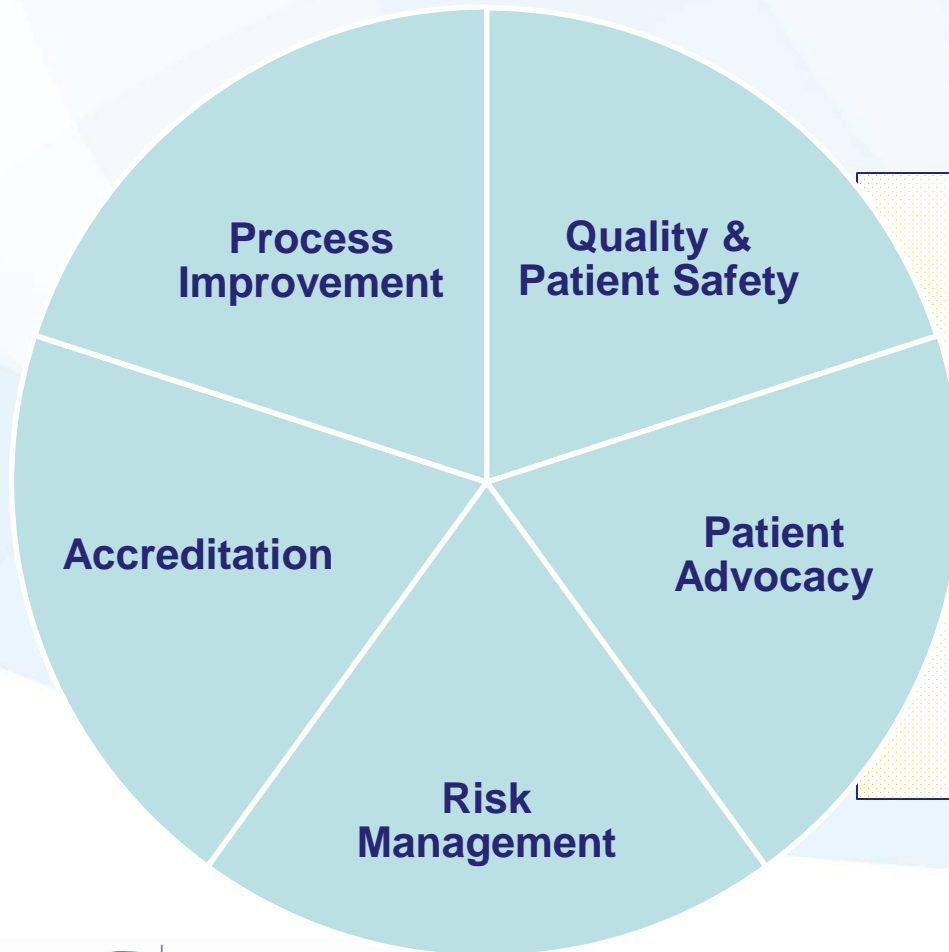 Process
Improvement
Quality &
Patient Safety
Accreditation
Patient
Advocacy
Risk
Management